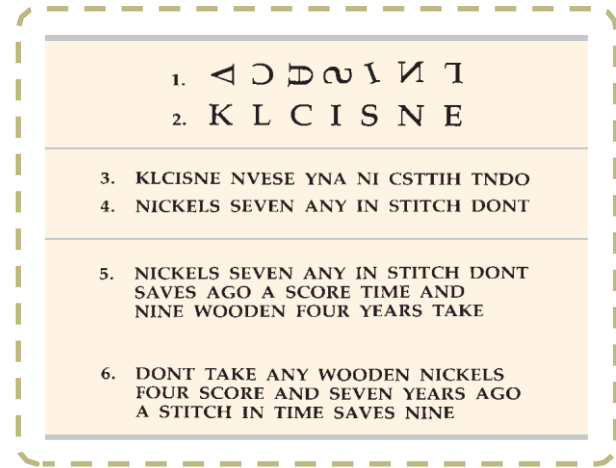 1.
2. K L C I S N E
3. KLCISNE NVESE YNA NI CSTTIH TNDO
4. NICKELS SEVEN ANY IN STITCH DONT
5. NICKELS SEVEN ANY IN STITCH DONT
SAVES AGO A SCORE TIME AND
NINE WOODEN FOUR YEARS TAKE
6. DONT TAKE ANY WOODEN NICKELS
FOUR SCORE AND SEVEN YEARS AGO
A STITCH IN TIME SAVES NINE